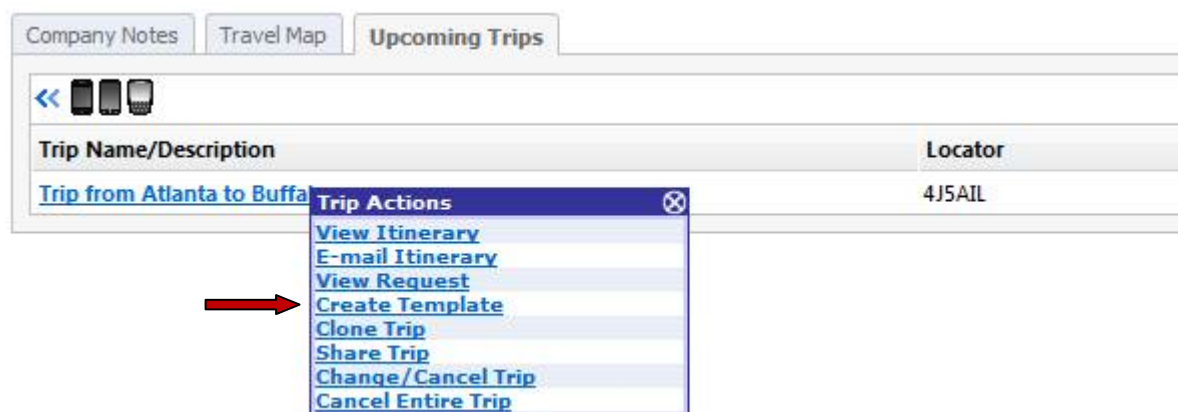 Company Notes Travel Map Upcoming Trips
<<
Trip Name/Description Locator
Trip from Atlanta to 4J5AIL
Trip Actions
View Itinerary
E-mail Itinerary
View Request
Create Template
Clone Trip
Share Trip
Change/Cancel Trip
Cancel Entire Trip